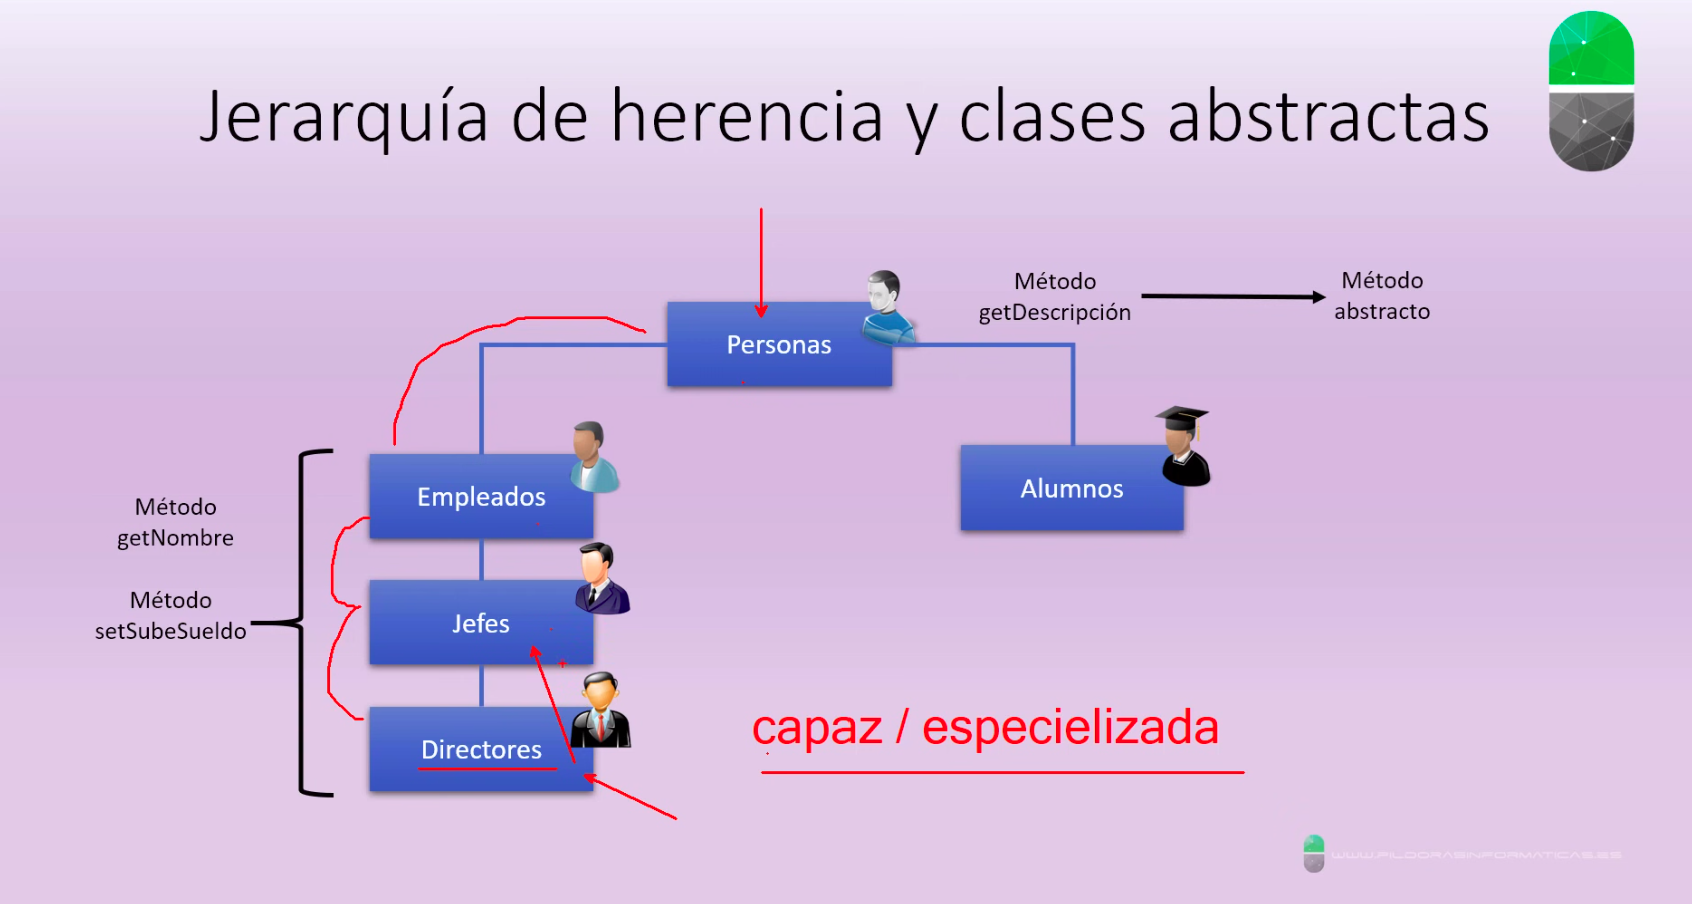 Jerarquía de herencia y clases abstractas
Método
getDescripción
Método
abstracto
Personas
Empleados
Alumnos
Método
getNombre
Método
setSubeSueldo
Jefes
Directores
capaz / especielizada
WWW.PILDORASINFORMATICAS.ES